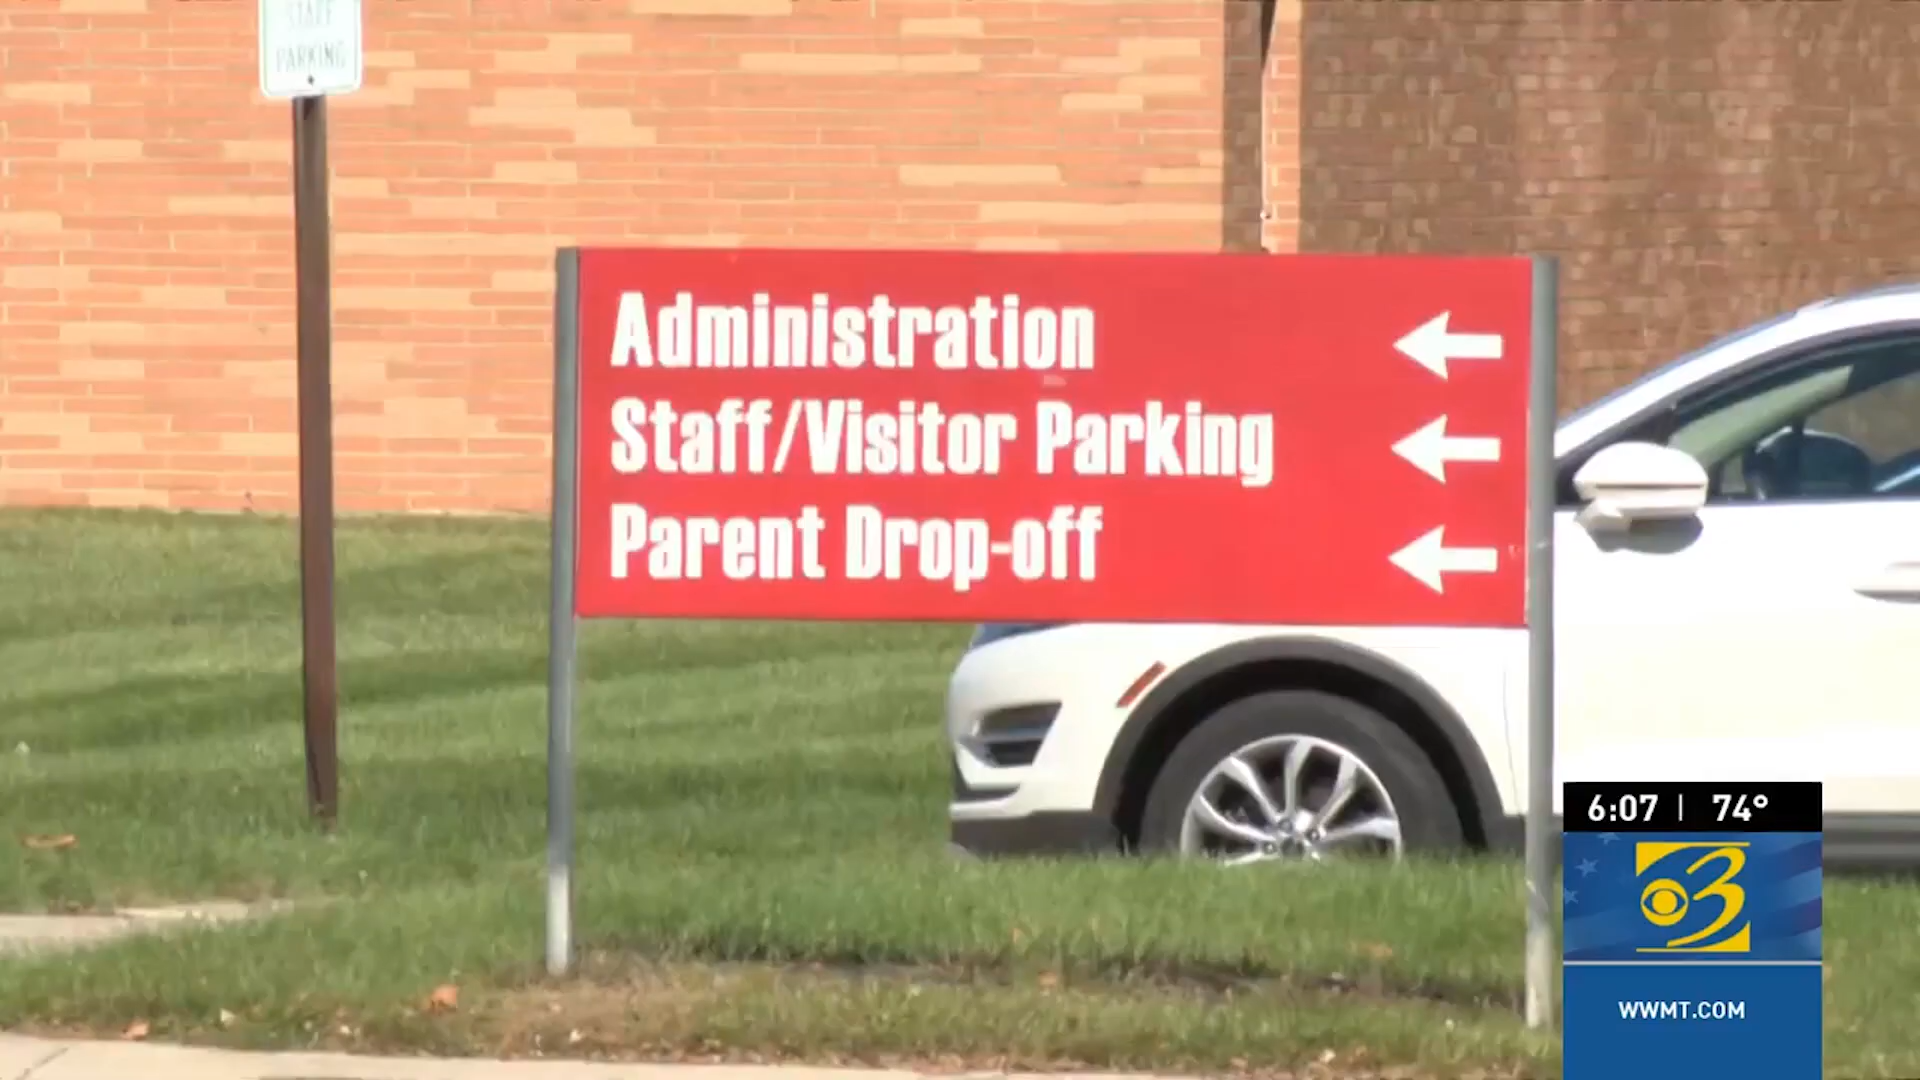 STAFF
PARKING
Administration
Staff/Visitor Parking
Parent Drop-off
6:07 | 74°
3
WWMT.COM